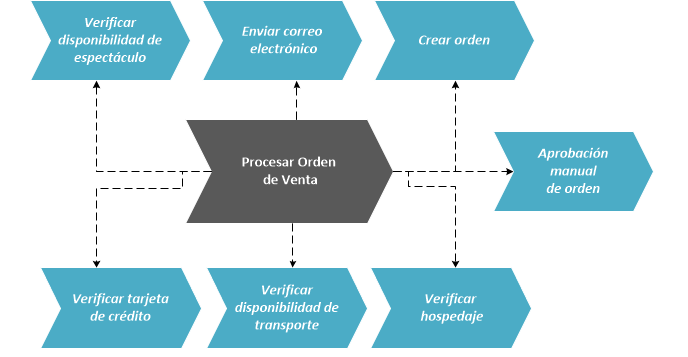 Verificar
disponibilidad de
espectáculo
Enviar correo
electrónico
Crear orden
Procesar Orden
de Venta
Aprobación
manual
de orden
Verificar tarjeta
de crédito
Verificar
disponibilidad de
transporte
Verificar
hospedaje